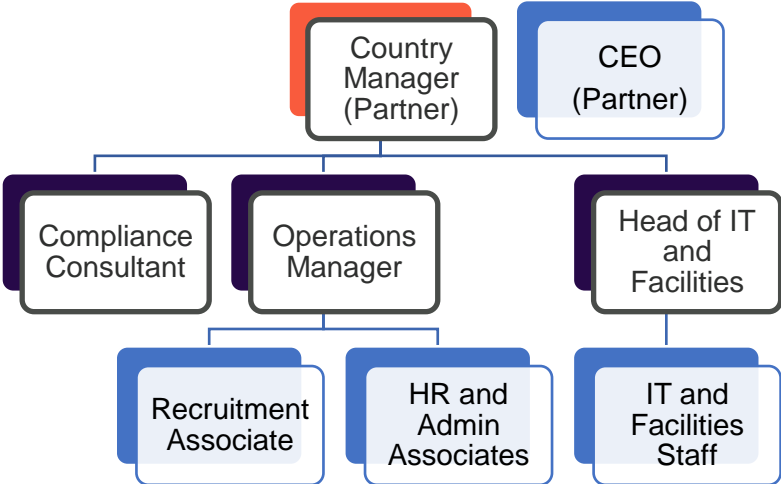 Country
Manager
(Partner)
CEO
(Partner)
Compliance
Consultant
Operations
Manager
Head of IT
and
Facilities
Recruitment
Associate
HR and
Admin
Associates
IT and
Facilities
Staff